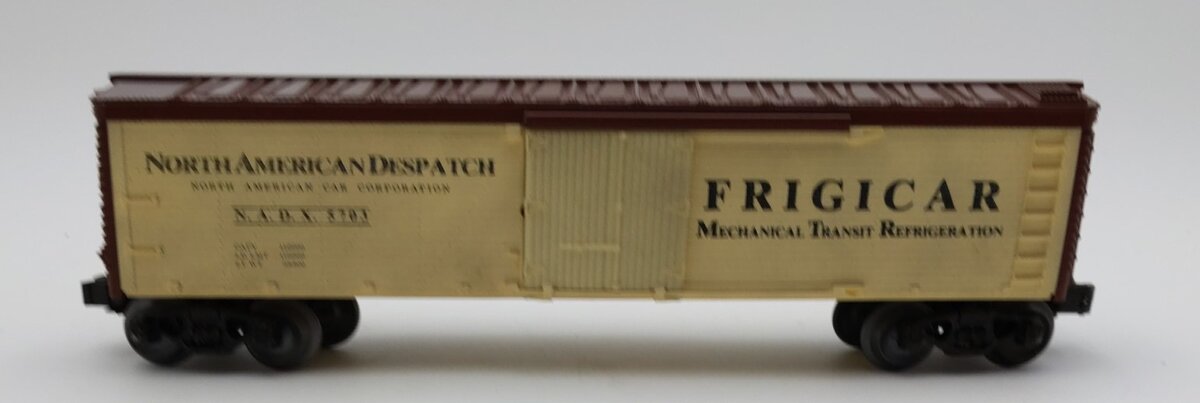 NORTH AMERICAN DESPATCH
NORTH AMERICAN CAR CORPORATION
N.A.D.X. 5703
FRIGICAR
MECHANICAL TRANSIT REFRIGERATION